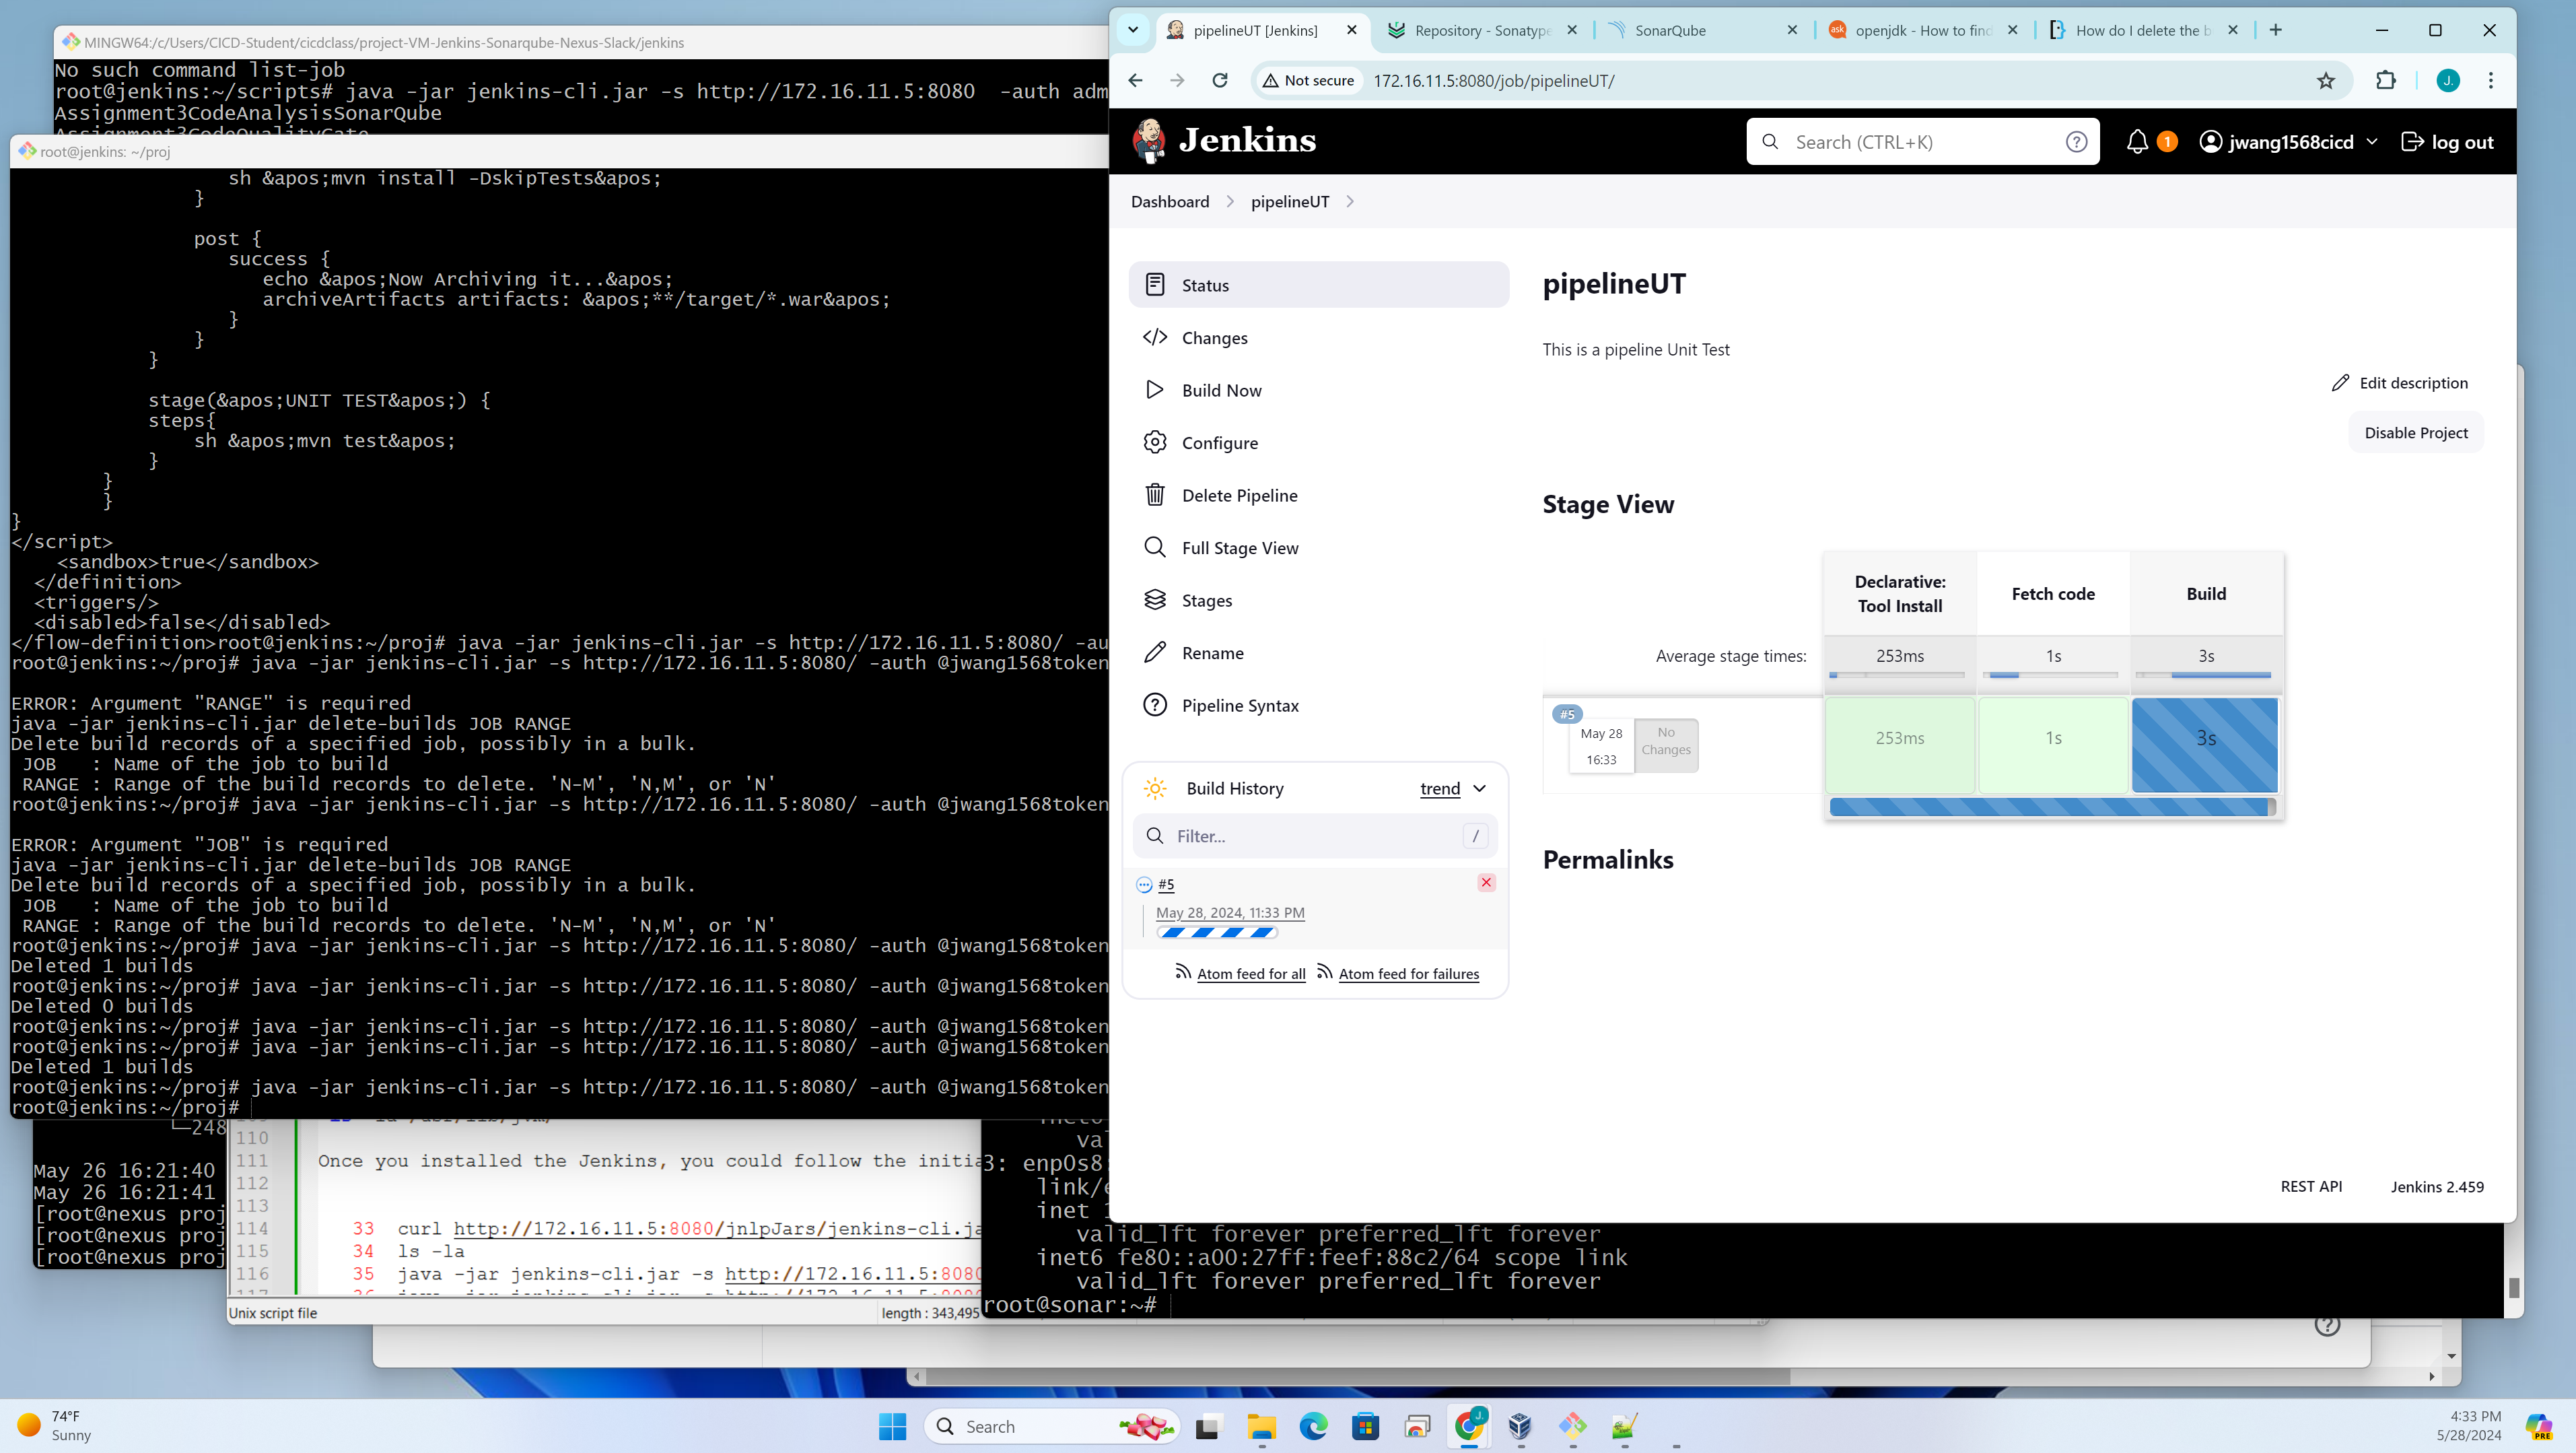 MINGW64:/c/Users/CICD-Student/cicdclass/project-VM-Jenkins-Sonarqube-Nexus-Slack/jenkins
No such command list-job
root@jenkins:~/scripts# java -jar jenkins-cli.jar -s http://172.16.11.5:8080  -auth adm
Assignment3CodeAnalysisSonarQube
root@jenkins: ~/proj
sh &apos;mvn install -DskipTests&apos;
}
post {
success {
echo &apos;Now Archiving it...&apos;
archiveArtifacts artifacts: &apos;**/target/*.war&apos;
}
}
}
stage(&apos;UNIT TEST&apos;) {
steps{
sh &apos;mvn test&apos;
}
}
}
}
</script>
<sandbox>true</sandbox>
</definition>
<triggers/>
<disabled>false</disabled>
</flow-definition>root@jenkins:~/proj# java -jar jenkins-cli.jar -s http://172.16.11.5:8080/ -au
root@jenkins:~/proj# java -jar jenkins-cli.jar -s http://172.16.11.5:8080/ -auth @jwang1568token
ERROR: Argument "RANGE" is required
java -jar jenkins-cli.jar delete-builds JOB RANGE
Delete build records of a specified job, possibly in a bulk.
JOB   : Name of the job to build
RANGE : Range of the build records to delete. 'N-M', 'N,M', or 'N'
root@jenkins:~/proj# java -jar jenkins-cli.jar -s http://172.16.11.5:8080/ -auth @jwang1568token
ERROR: Argument "JOB" is required
java -jar jenkins-cli.jar delete-builds JOB RANGE
Delete build records of a specified job, possibly in a bulk.
JOB   : Name of the job to build
RANGE : Range of the build records to delete. 'N-M', 'N,M', or 'N'
root@jenkins:~/proj# java -jar jenkins-cli.jar -s http://172.16.11.5:8080/ -auth @jwang1568token
Deleted 1 builds
root@jenkins:~/proj# java -jar jenkins-cli.jar -s http://172.16.11.5:8080/ -auth @jwang1568token
Deleted 0 builds
root@jenkins:~/proj# java -jar jenkins-cli.jar -s http://172.16.11.5:8080/ -auth @jwang1568token
root@jenkins:~/proj# java -jar jenkins-cli.jar -s http://172.16.11.5:8080/ -auth @jwang1568token
Deleted 1 builds
root@jenkins:~/proj# java -jar jenkins-cli.jar -s http://172.16.11.5:8080/ -auth @jwang1568token
root@jenkins:~/proj#
└─248
May 26 16:21:40
May 26 16:21:41
[root@nexus proj
[root@nexus proj
[root@nexus proj
110
111 Once you installed the Jenkins, you could follow the initia
112
113
114 33 curl http://172.16.11.5:8080/jnlpJars/jenkins-cli.ja
115 34 ls -la
116 35 java -jar jenkins-cli.jar -s http://172.16.11.5:8080
Unix script file
length : 343,495
va
3: enp0s8:
link/e
inet
valid_lft forever preferred_lft forever
inet6 fe80::a00:27ff:feef:88c2/64 scope link
valid_lft forever preferred_lft forever
root@sonar:~#
pipelineUT [Jenkins]
Repository - Sonatype
SonarQube
openjdk - How to find
How do I delete the b
Not secure
172.16.11.5:8080/job/pipelineUT/
J.
Jenkins
Search (CTRL+K)
1
jwang1568cicd
log out
Dashboard
pipelineUT
Status
Changes
Build Now
Configure
Delete Pipeline
Full Stage View
Stages
Rename
Pipeline Syntax
Build History
trend
Filter...
/
#5
May 28, 2024, 11:33 PM
Atom feed for all
Atom feed for failures
pipelineUT
This is a pipeline Unit Test
Edit description
Disable Project
Stage View
Declarative: Tool Install
Fetch code
Build
Average stage times:
253ms
1s
3s
#5
May 28
16:33
No Changes
253ms
1s
3s
Permalinks
REST API
Jenkins 2.459
74°F
Sunny
Search
4:33 PM
5/28/2024
PRE